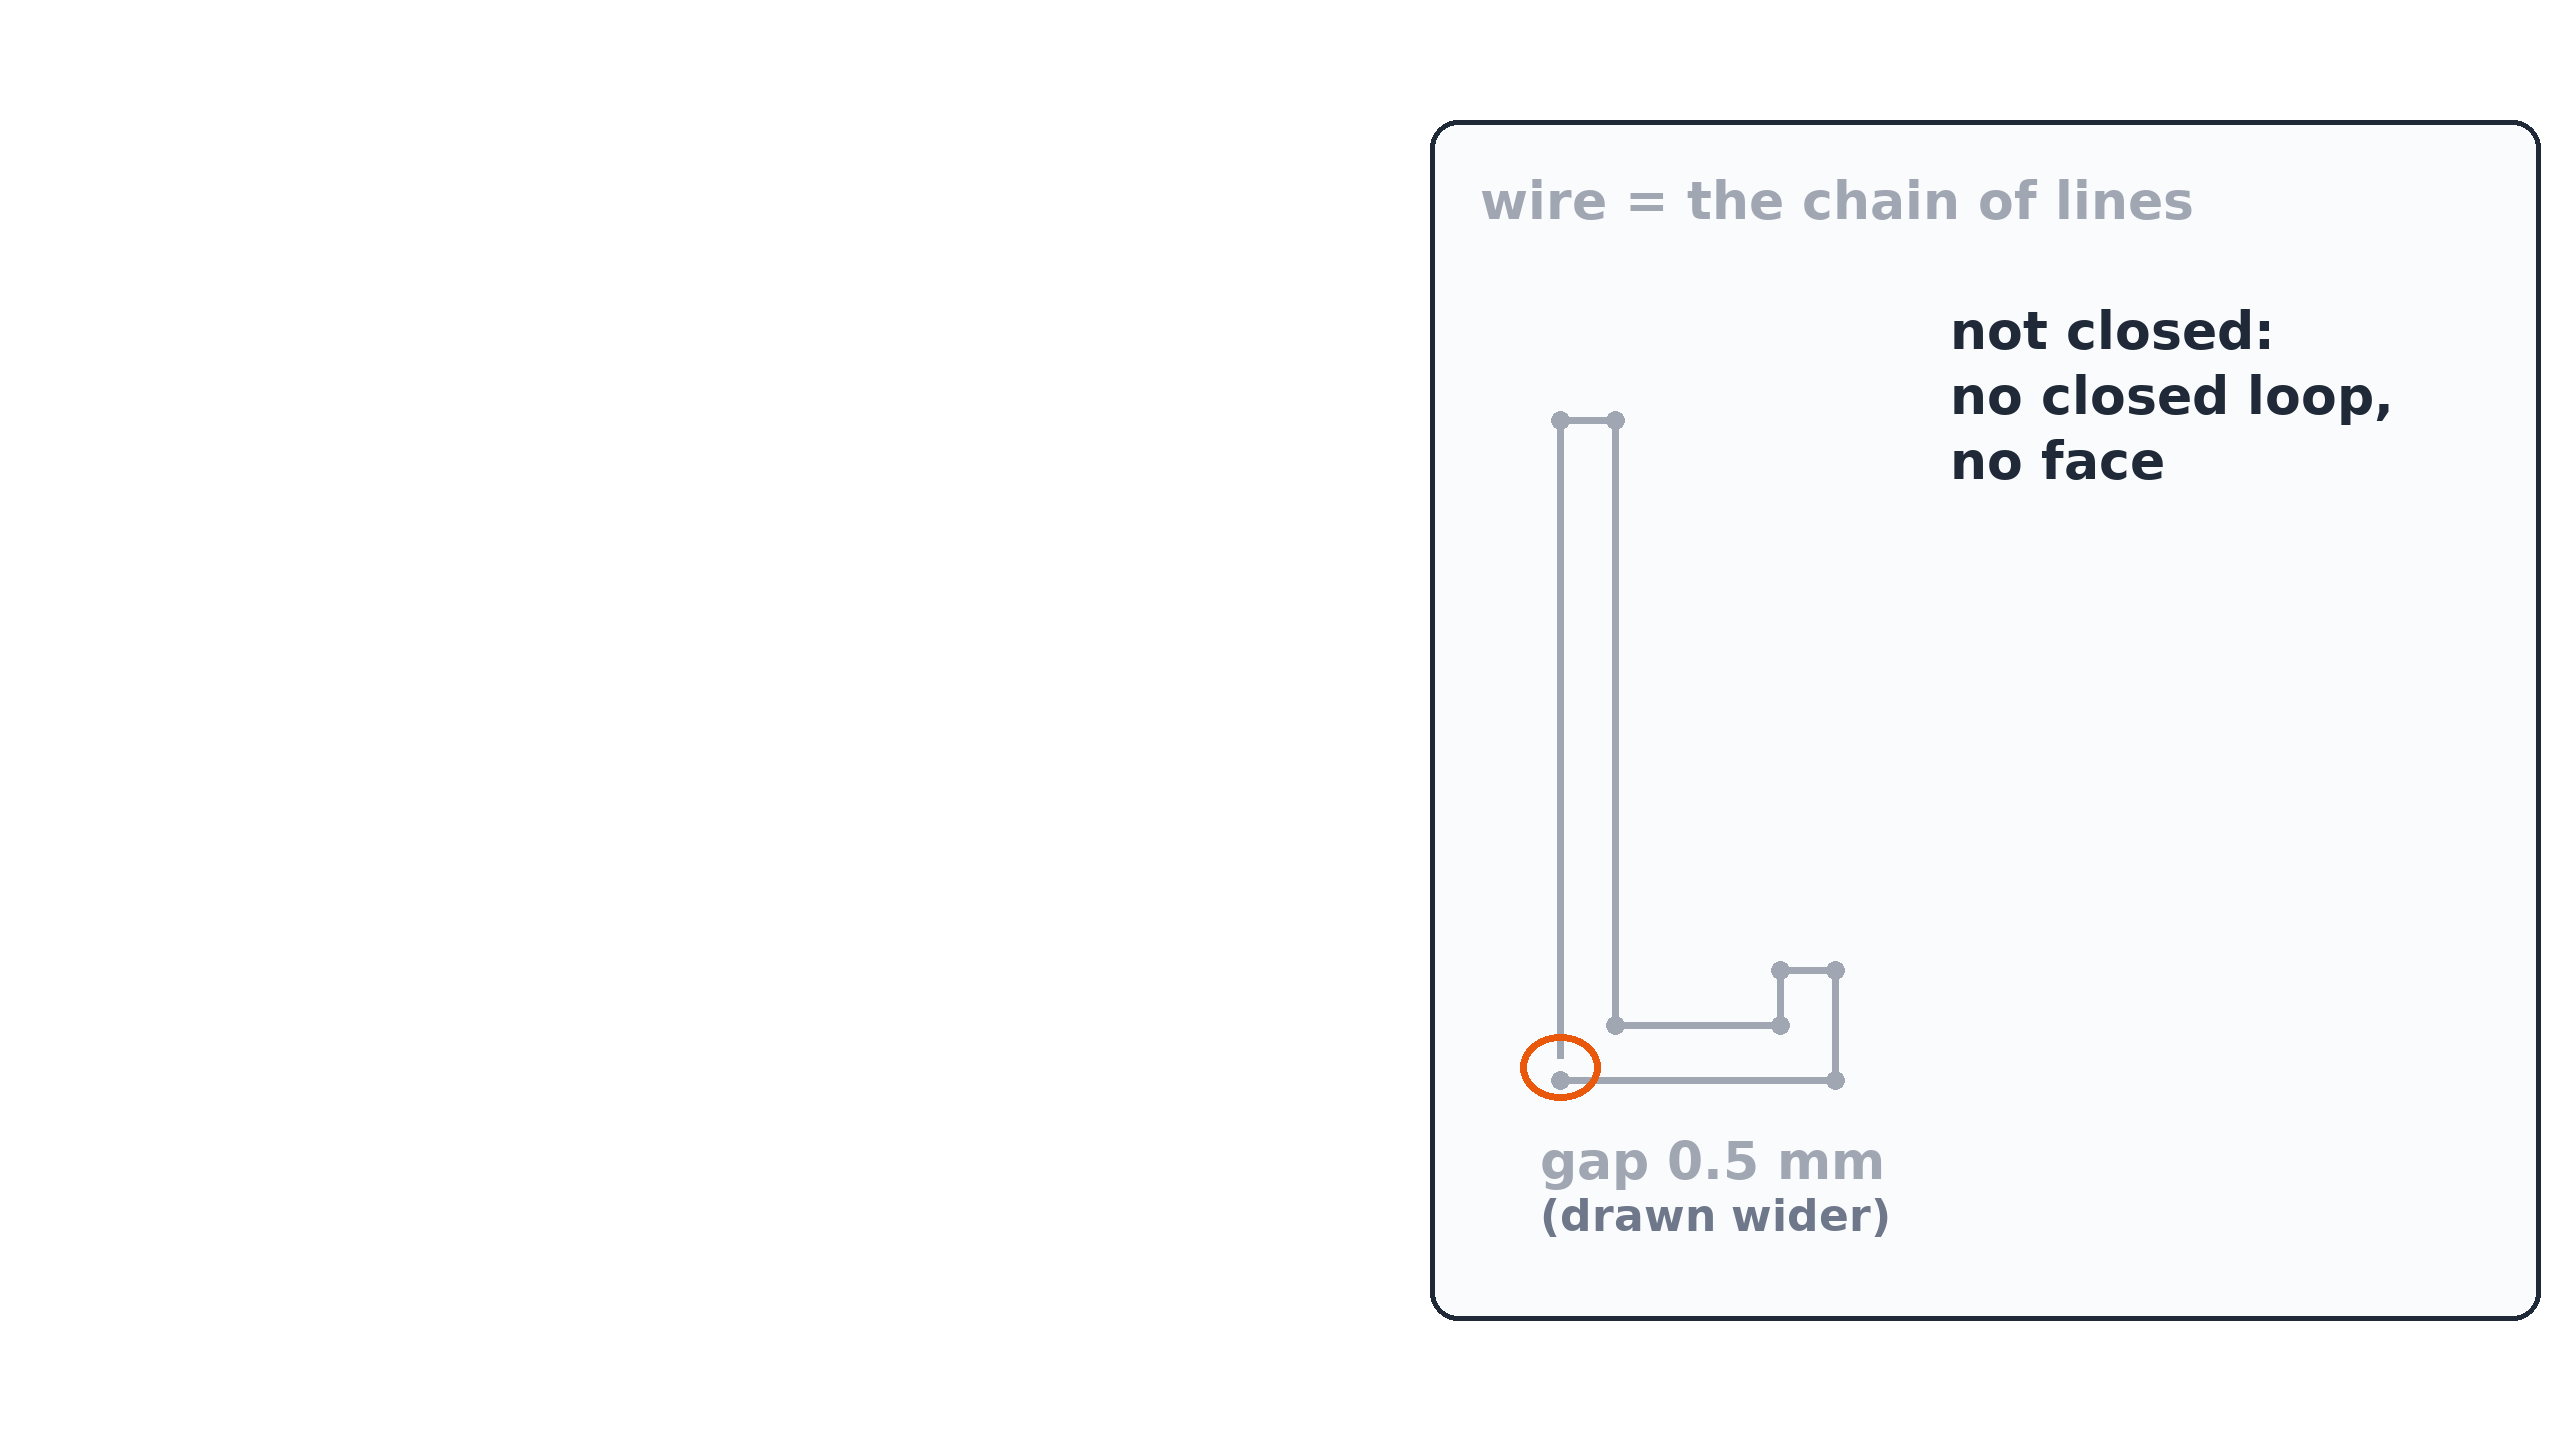 wire = the chain of lines
not closed:
no closed loop,
no face
gap 0.5 mm
(drawn wider)